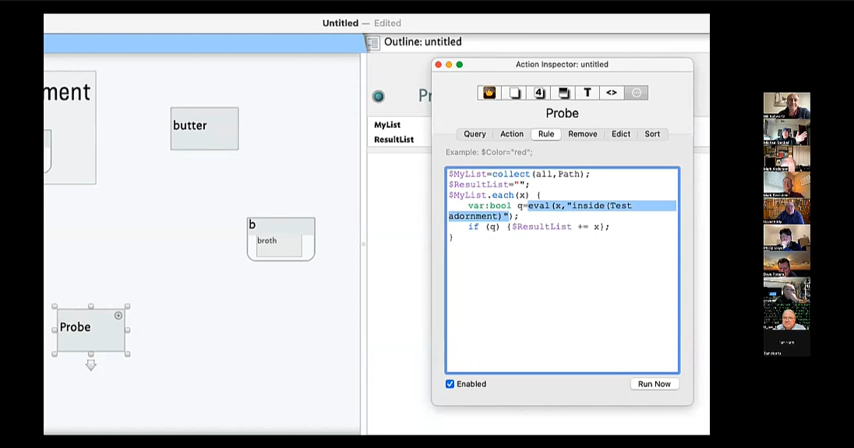 Untitled — Edited
Outline: untitled
ment
butter
b
broth
Probe
Pr
MyList
ResultList
Action Inspector: untitled
T
<>
Probe
Query Action Rule Remove Edict Sort
Example: $Color="red";
$MyList=collect(all,Path);
$ResultList="";
$MyList.each(x) {
var:bool q=eval(x,"inside(Test
adornment)");
if (q) {$ResultList += x};
}
Enabled
Run Now